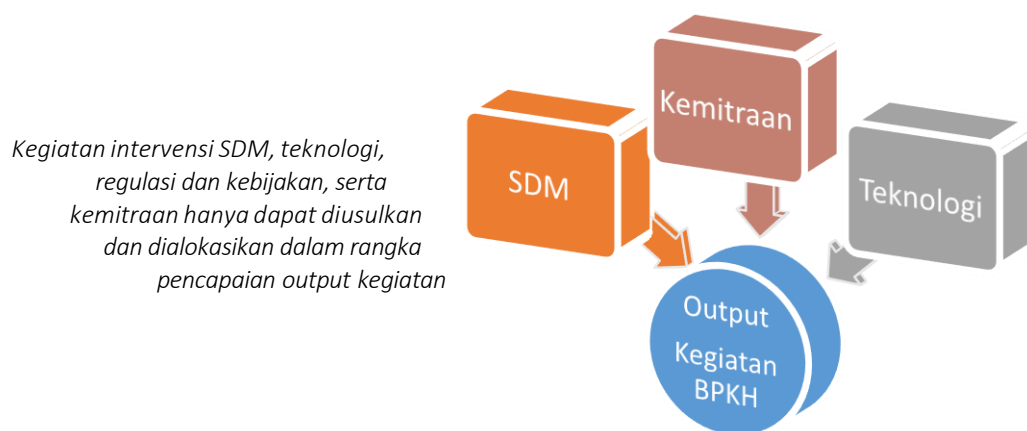 Kegiatan intervensi SDM, teknologi,
regulasi dan kebijakan, serta
kemitraan hanya dapat diusulkan
dan dialokasikan dalam rangka
pencapaian output kegiatan
SDM
Kemitraan
Teknologi
Output
Kegiatan
BPKH